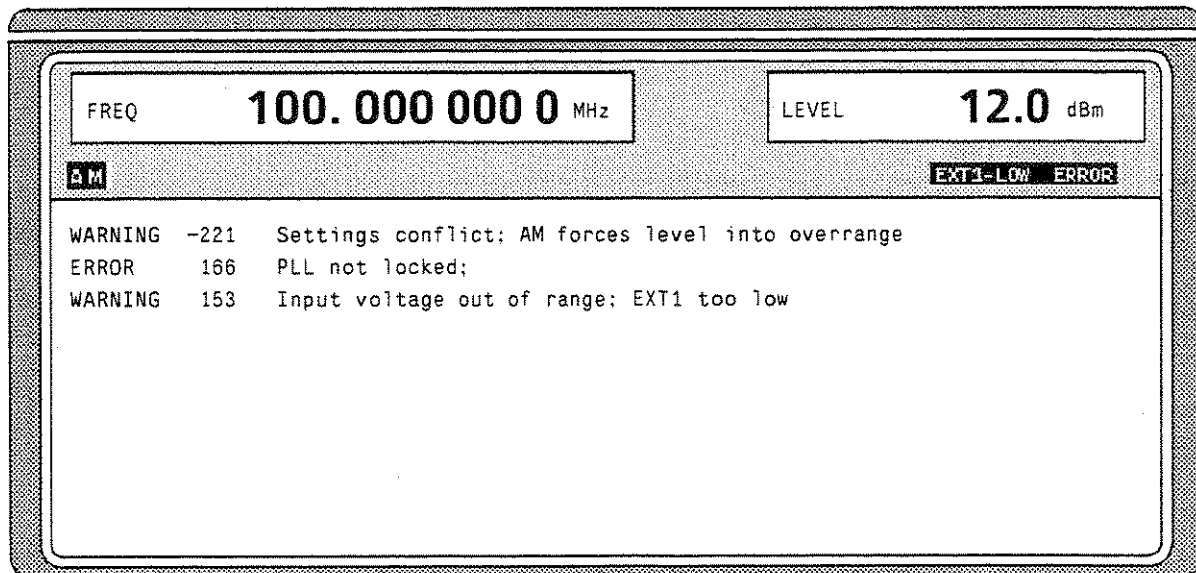 FREQ 100. 000 000 0 MHz LEVEL 12.0 dBm
AM EXT1-LOW ERROR
WARNING -221 Settings conflict; AM forces level into overrange
ERROR 166 PLL not locked;
WARNING 153 Input voltage out of range; EXT1 too low